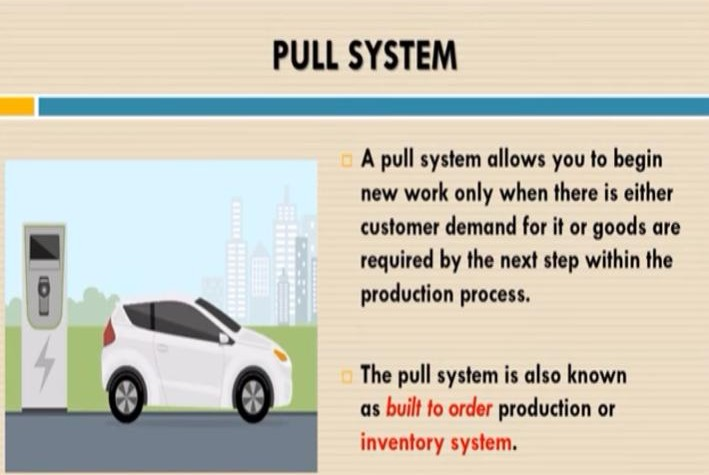 PULL SYSTEM
A pull system allows you to begin
new work only when there is either
customer demand for it or goods are
required by the next step within the
production process.
The pull system is also known
as built to order production or
inventory system.